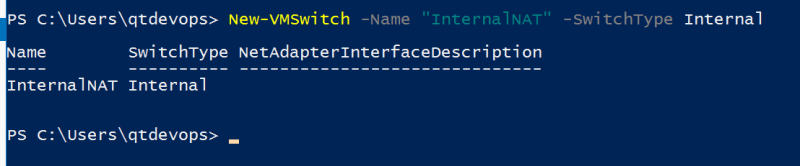 PS C:\Users\qtdevops> New-VMSwitch -Name "InternalNAT" -SwitchType Internal
Name SwitchType NetAdapterInterfaceDescription
---- ---------- ------------------------------
InternalNAT Internal
PS C:\Users\qtdevops> _